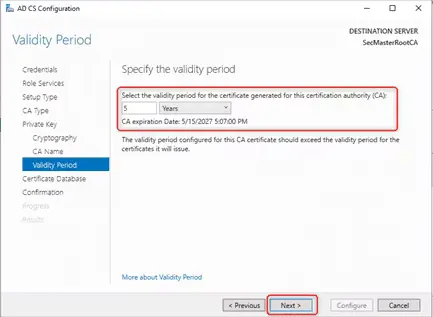 AD CS Configuration
Validity Period
DESTINATION SERVER
SecMasterRootCA
Credentials
Role Services
Setup Type
CA Type
Private Key
Cryptography
CA Name
Validity Period
Certificate Database
Confirmation
Progress
Results
Specify the validity period
Select the validity period for the certificate generated for this certification authority (CA):
5 Years
CA expiration Date: 5/15/2027 5:07:00 PM
The validity period configured for this CA certificate should exceed the validity period for the
certificates it will issue.
More about Validity Period
< Previous Next > Configure Cancel